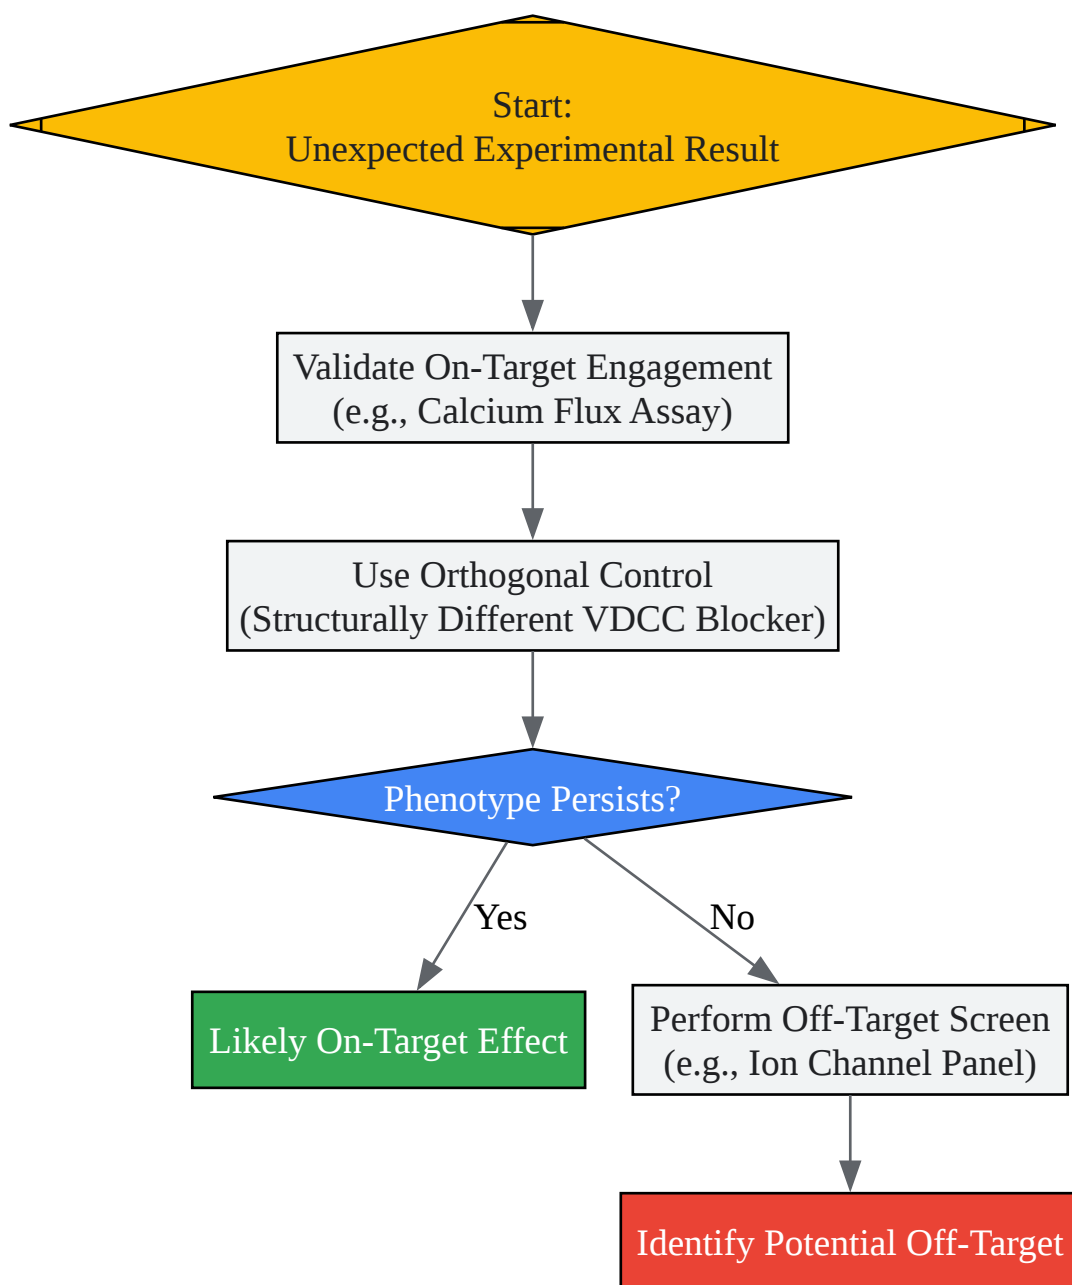 Start:
Unexpected Experimental Result
Validate On-Target Engagement
(e.g., Calcium Flux Assay)
Use Orthogonal Control
(Structurally Different VDCC Blocker)
Phenotype Persists?
Yes
No
Likely On-Target Effect
Perform Off-Target Screen
(e.g., Ion Channel Panel)
Identify Potential Off-Target